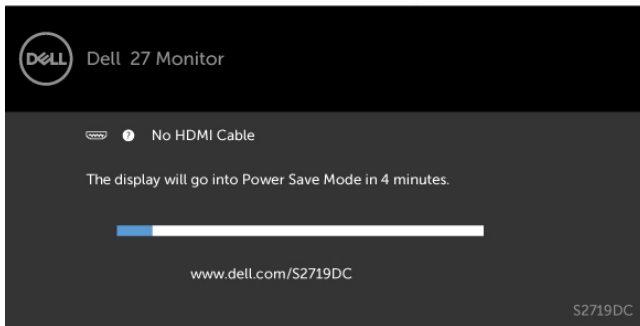 DELL
Dell 27 Monitor
? No HDMI Cable
The display will go into Power Save Mode in 4 minutes.
www.dell.com/S2719DC
S2719DC